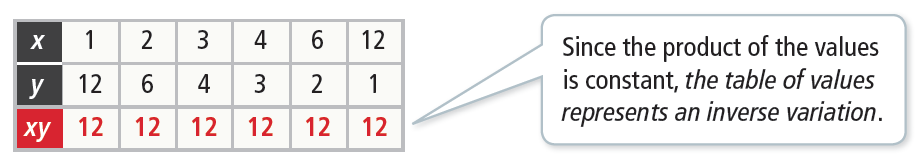 x 1 2 3 4 6 12
y 12 6 4 3 2 1
xy 12 12 12 12 12 12
Since the product of the values
is constant, the table of values
represents an inverse variation.